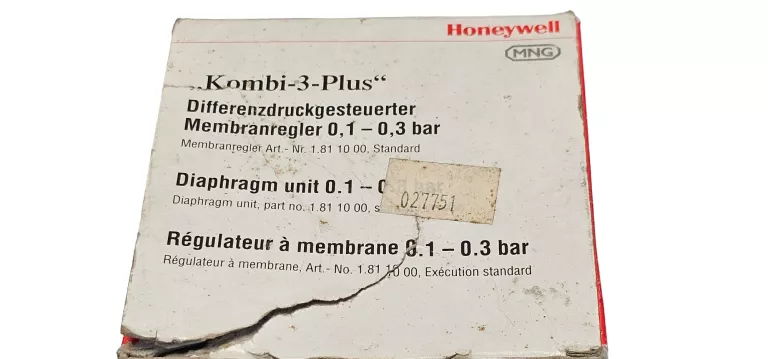 Honeywell
MNG
„Kombi-3-Plus“
Differenzdruckgesteuerter
Membranregler 0,1 – 0,3 bar
Membranregler Art.- Nr. 1.81 10 00, Standard
Diaphragm unit 0.1 –
027751
Diaphragm unit, part no. 1.81 10 00,
Régulateur à membrane 0.1 – 0.3 bar
Régulateur à membrane, Art.- No. 1.81 10 00, Exécution standard